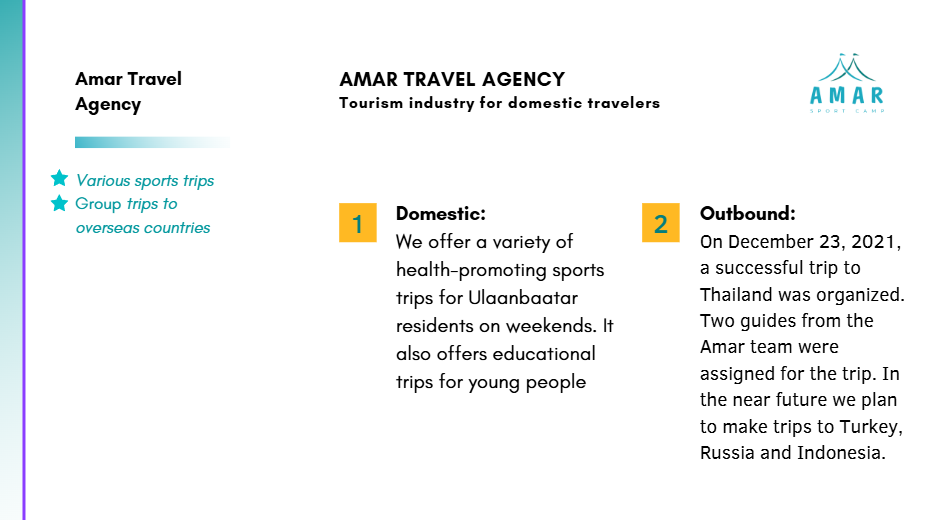 Amar Travel
Agency
Various sports trips
Group trips to
overseas countries
AMAR TRAVEL AGENCY
Tourism industry for domestic travelers
AMAR
SPORT CAMP
1
Domestic:
We offer a variety of
health-promoting sports
trips for Ulaanbaatar
residents on weekends. It
also offers educational
trips for young people
2
Outbound:
On December 23, 2021,
a successful trip to
Thailand was organized.
Two guides from the
Amar team were
assigned for the trip. In
the near future we plan
to make trips to Turkey,
Russia and Indonesia.